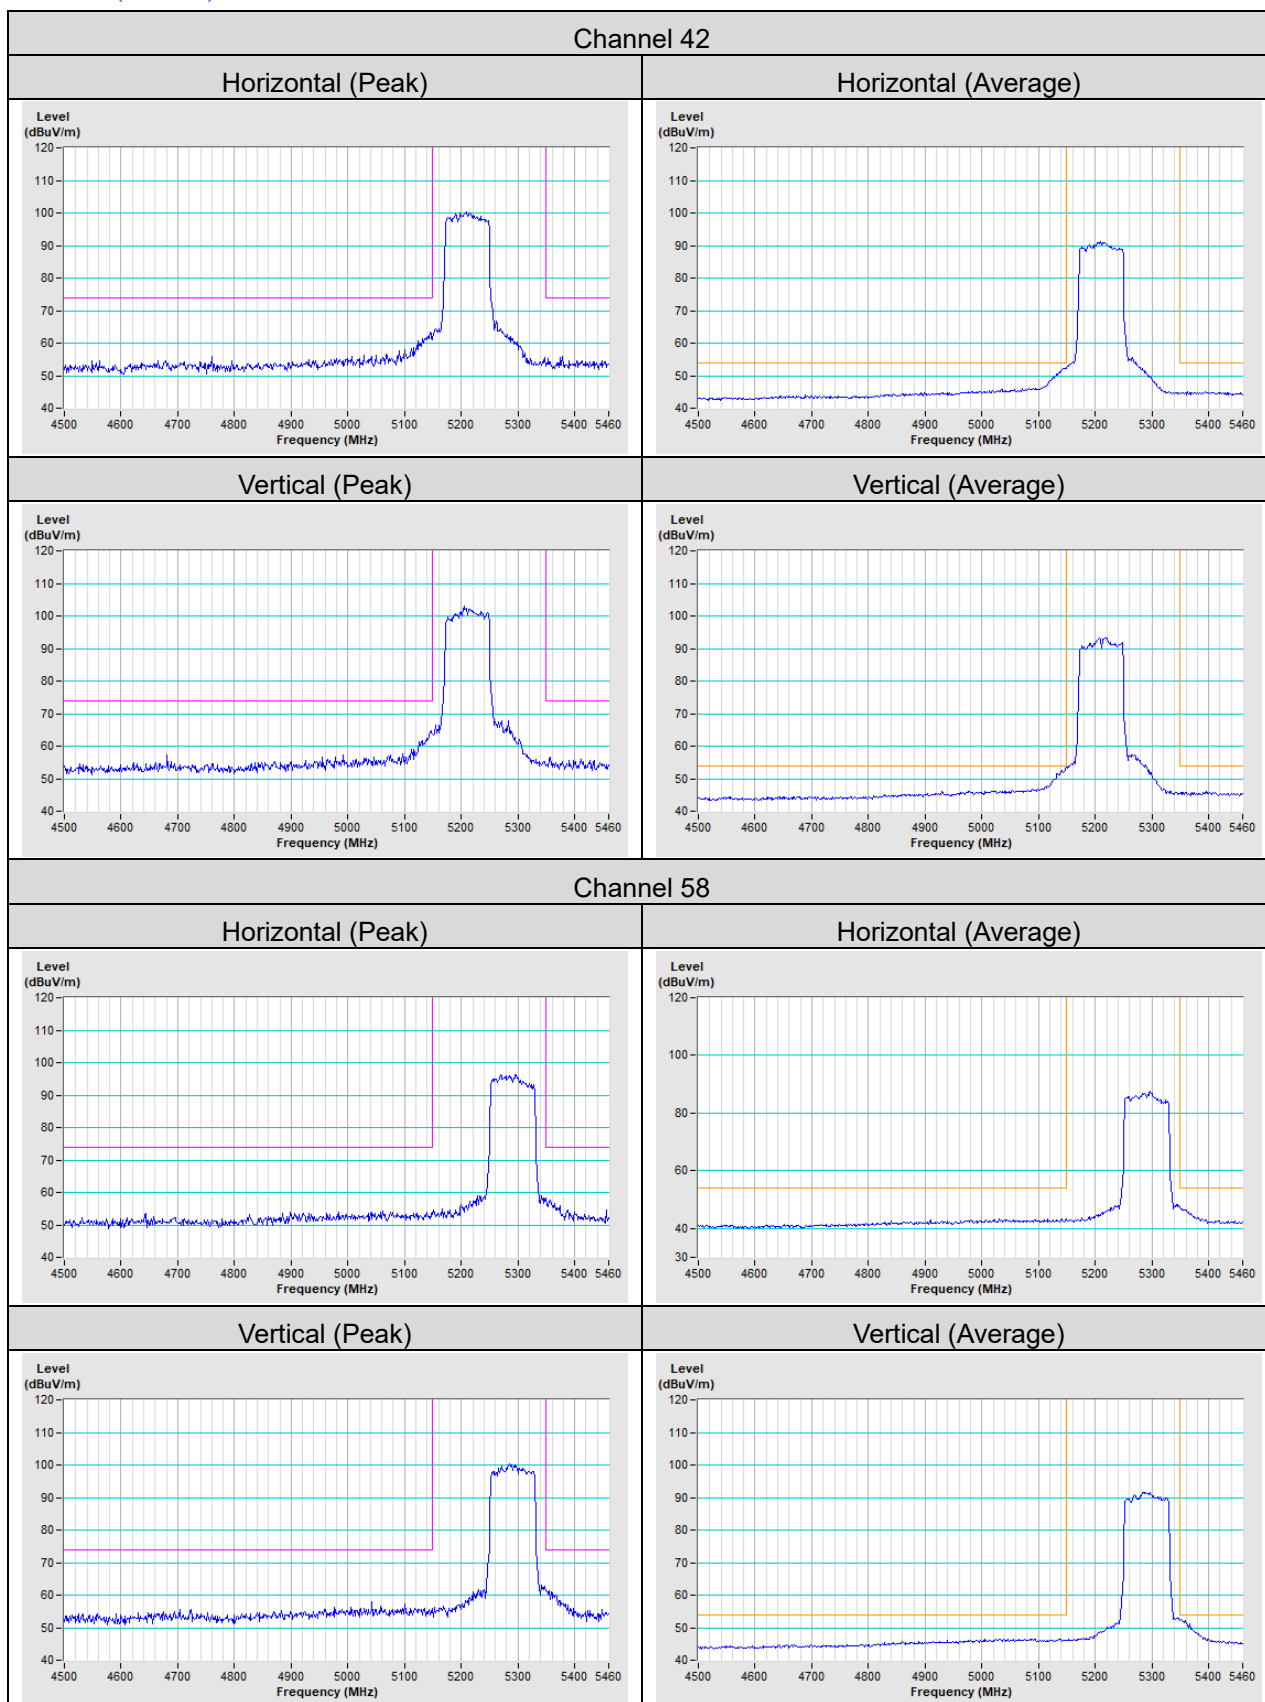 Channel 42
Horizontal (Peak) Horizontal (Average)
Level Level
(dBuV/m) (dBuV/m)
120 120
110 110
100 100
90 90
80 80
70 70
60 60
50 50
40 40
4500 4600 4700 4800 4900 5000 5100 5200 5300 5400 5460 4500 4600 4700 4800 4900 5000 5100 5200 5300 5400 5460
Frequency (MHz) Frequency (MHz)
Vertical (Peak) Vertical (Average)
Level Level
(dBuV/m) (dBuV/m)
120 120
110 110
100 100
90 90
80 80
70 70
60 60
50 50
40 40
4500 4600 4700 4800 4900 5000 5100 5200 5300 5400 5460 4500 4600 4700 4800 4900 5000 5100 5200 5300 5400 5460
Frequency (MHz) Frequency (MHz)
Channel 58
Horizontal (Peak) Horizontal (Average)
Level Level
(dBuV/m) (dBuV/m)
120 120
110
100 100
90
80 80
70
60 60
50
40 40
30
4500 4600 4700 4800 4900 5000 5100 5200 5300 5400 5460 4500 4600 4700 4800 4900 5000 5100 5200 5300 5400 5460
Frequency (MHz) Frequency (MHz)
Vertical (Peak) Vertical (Average)
Level Level
(dBuV/m) (dBuV/m)
120 120
110 110
100 100
90 90
80 80
70 70
60 60
50 50
40 40
4500 4600 4700 4800 4900 5000 5100 5200 5300 5400 5460 4500 4600 4700 4800 4900 5000 5100 5200 5300 5400 5460
Frequency (MHz) Frequency (MHz)